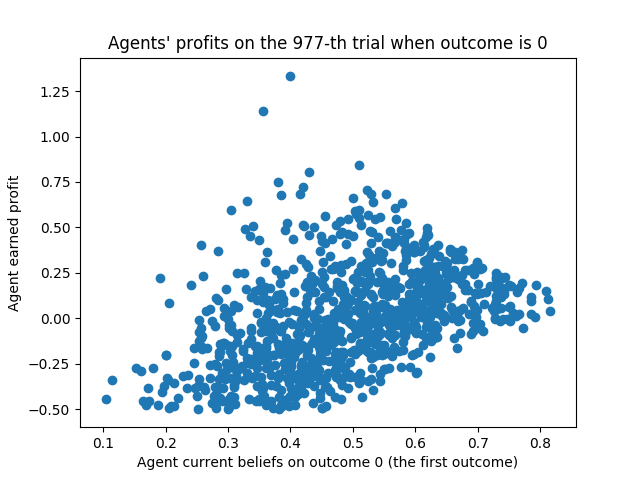 Agents' profits on the 977-th trial when outcome is 0
1.25
1.00
0.75
0.50
0.25
0.00
−0.25
−0.50
Agent earned profit
0.1 0.2 0.3 0.4 0.5 0.6 0.7 0.8
Agent current beliefs on outcome 0 (the first outcome)